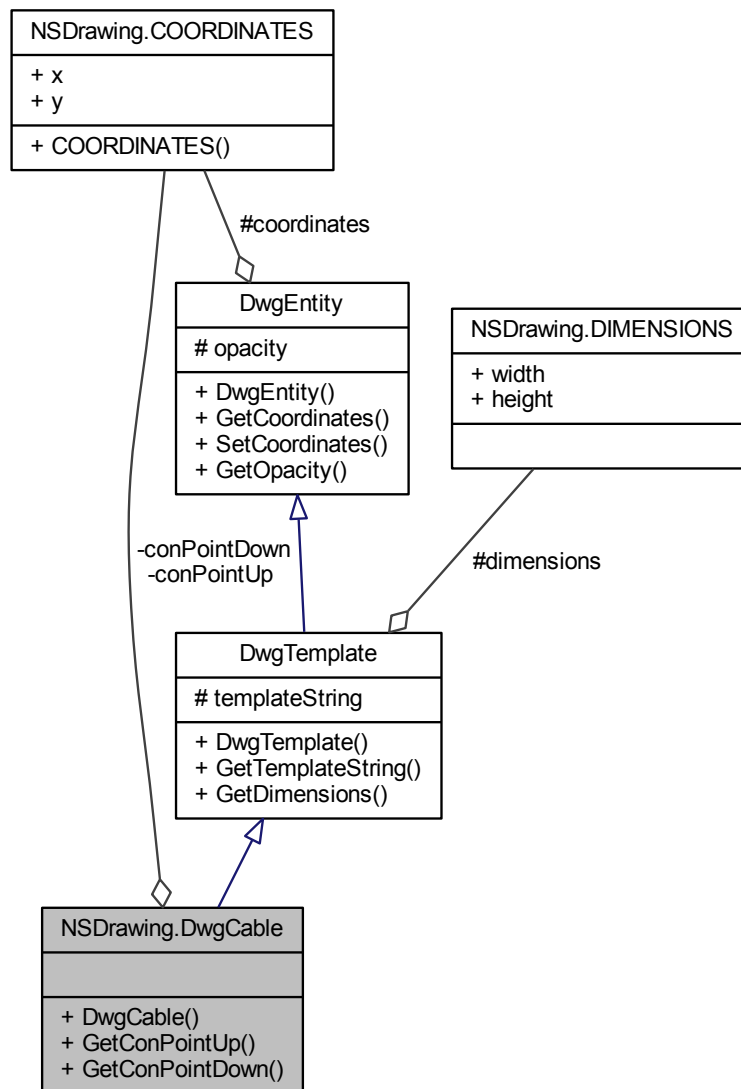 NSDrawing.COORDINATES
+ x
+ y
+ COORDINATES()
#coordinates
DwgEntity
# opacity
+ DwgEntity()
+ GetCoordinates()
+ SetCoordinates()
+ GetOpacity()
NSDrawing.DIMENSIONS
+ width
+ height
-conPointDown
-conPointUp
#dimensions
DwgTemplate
# templateString
+ DwgTemplate()
+ GetTemplateString()
+ GetDimensions()
NSDrawing.DwgCable
+ DwgCable()
+ GetConPointUp()
+ GetConPointDown()